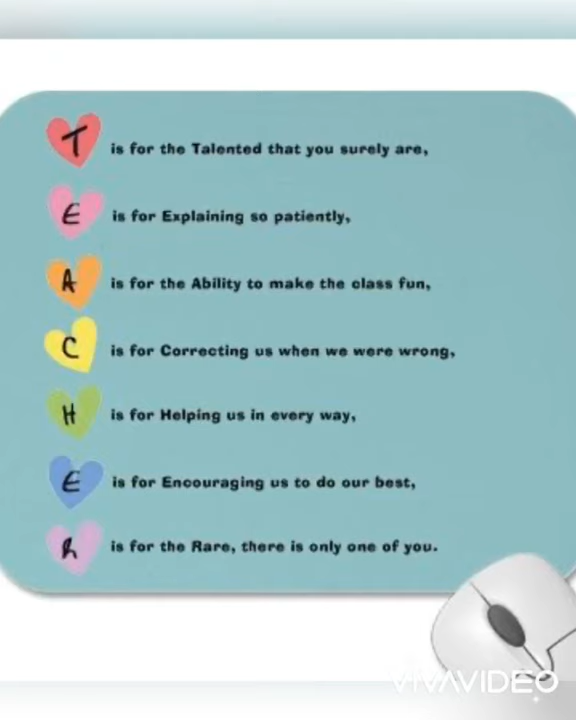 T is for the Talented that you surely are,
E is for Explaining so patiently,
A is for the Ability to make the class fun,
C is for Correcting us when we were wrong,
H is for Helping us in every way,
E is for Encouraging us to do our best,
R is for the Rare, there is only one of you.
VIVAVIDEO